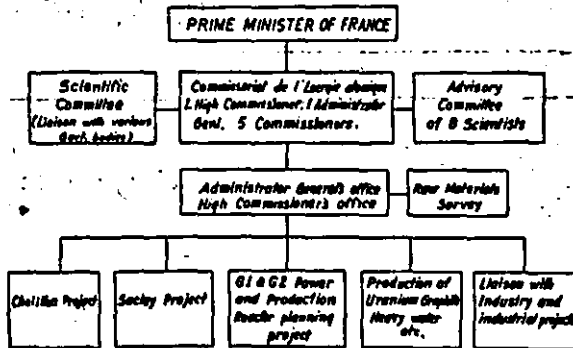 PRIME MINISTER OF FRANCE
Scientific
Committee
(Liaison with various
tech. bodies)
Commissariat de l'Energie atomique
1 High Commissioner, 1 Administrator
Genl. 5 Commissioners.
Advisory
Committee
of 8 Scientists
Administrator General's office
High Commissioner's office
Raw Materials
Survey
Project
Saclay Project
G1 & G2 Power
and Production
Reactor planning
project
Production of
Uranium Graphite
Heavy water
etc.
Liaison with
Industry and
industrial projects